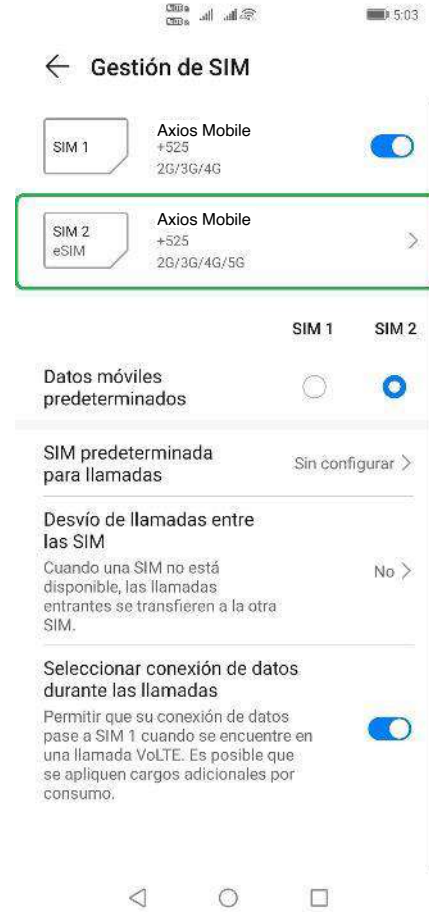 5:03
Gestión de SIM
SIM 1
Axios Mobile
+525
2G/3G/4G
SIM 2
eSIM
Axios Mobile
+525
2G/3G/4G/5G
SIM 1 SIM 2
Datos móviles
predeterminados
SIM predeterminada
para llamadas
Sin configurar
Desvío de llamadas entre
las SIM
Cuando una SIM no está
disponible, las llamadas
entrantes se transfieren a la otra
SIM.
No
Seleccionar conexión de datos
durante las llamadas
Permitir que su conexión de datos
pase a SIM 1 cuando se encuentre en
una llamada VoLTE. Es posible que
se apliquen cargos adicionales por
consumo.